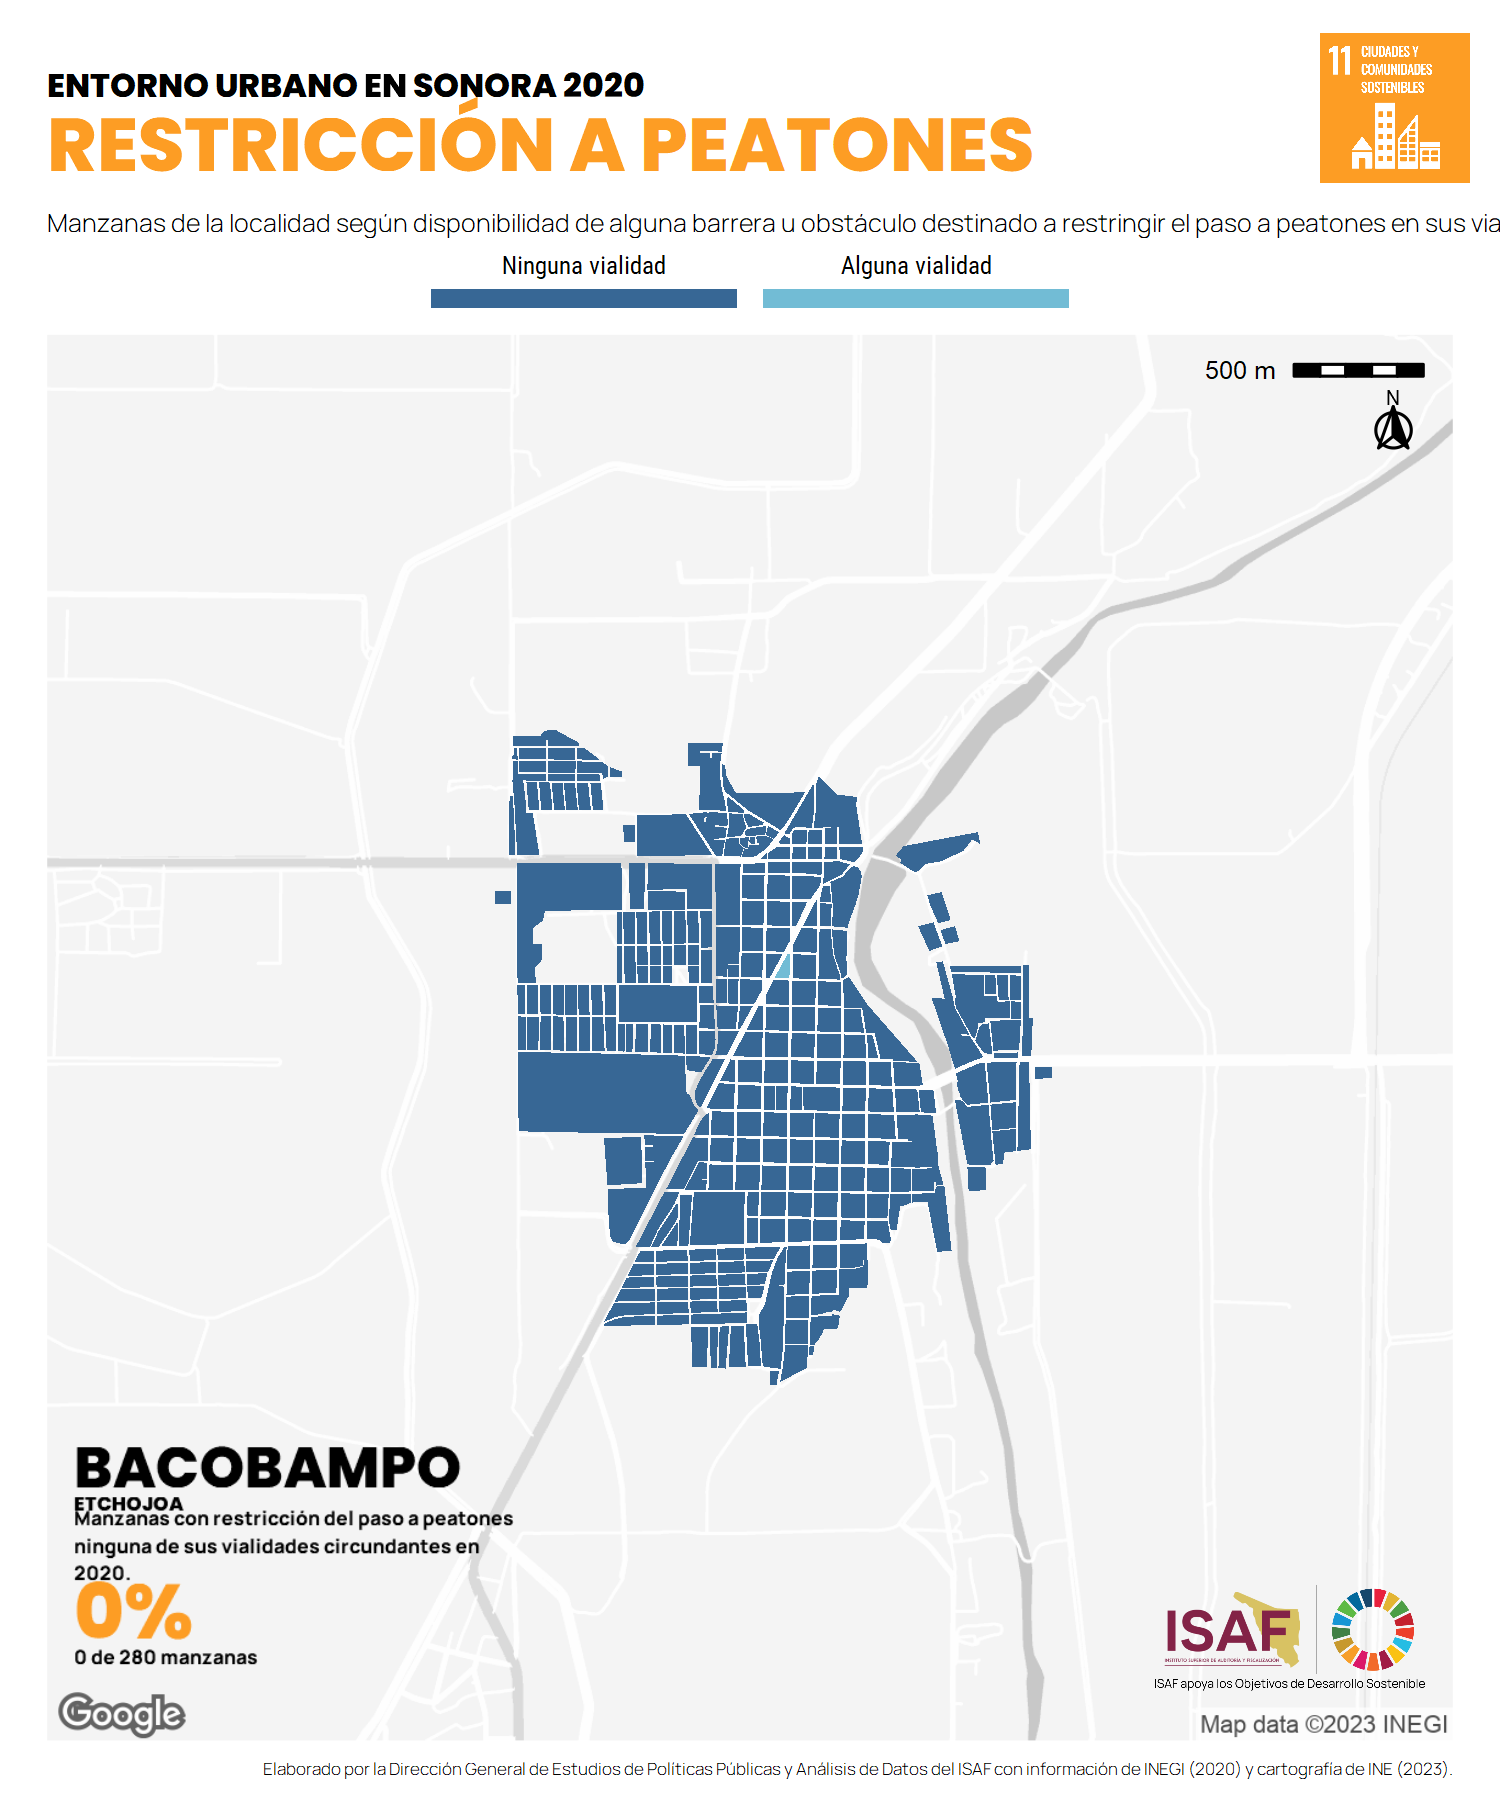 ENTORNO URBANO EN SONORA 2020
RESTRICCIÓN A PEATONES
11 CIUDADES Y
COMUNIDADES
SOSTENIBLES
Manzanas de la localidad según disponibilidad de alguna barrera u obstáculo destinado a restringir el paso a peatones en sus via
Ninguna vialidad
Alguna vialidad
500 m
N
BACOBAMPO
ETCHOJOA
Manzanas con restricción del paso a peatones
ninguna de sus vialidades circundantes en
2020.
0%
0 de 280 manzanas
Google
ISAF
INSTITUTO SUPERIOR DE AUDITORÍA Y FISCALIZACIÓN
ISAF apoya los Objetivos de Desarrollo Sostenible
Map data ©2023 INEGI
Elaborado por la Dirección General de Estudios de Políticas Públicas y Análisis de Datos del ISAF con información de INEGI (2020) y cartografía de INE (2023).